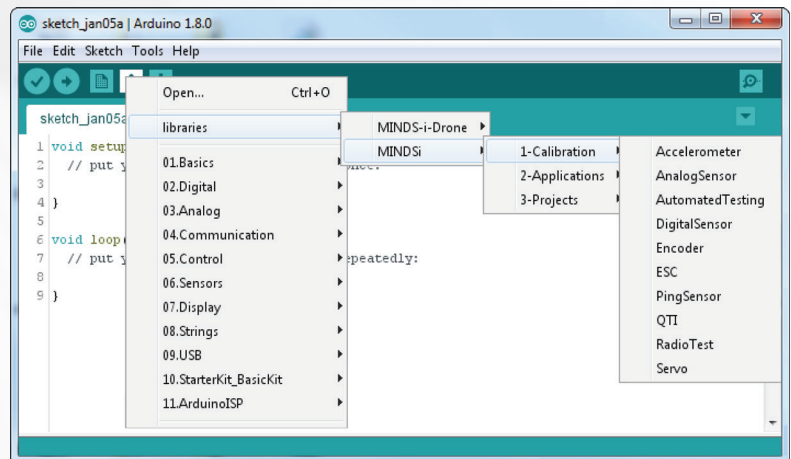 sketch_jan05a | Arduino 1.8.0
File Edit Sketch Tools Help
sketch_jan05a
1 void setup
2 // put y
3
4 }
5
6 void loop(
7 // put y epeatedly:
8
9 }
Open... Ctrl+O
libraries
01.Basics
02.Digital
03.Analog
04.Communication
05.Control
06.Sensors
07.Display
08.Strings
09.USB
10.StarterKit_BasicKit
11.ArduinoISP
MINDS-i-Drone
MINDSi
1-Calibration
2-Applications
3-Projects
Accelerometer
AnalogSensor
AutomatedTesting
DigitalSensor
Encoder
ESC
PingSensor
QTI
RadioTest
Servo